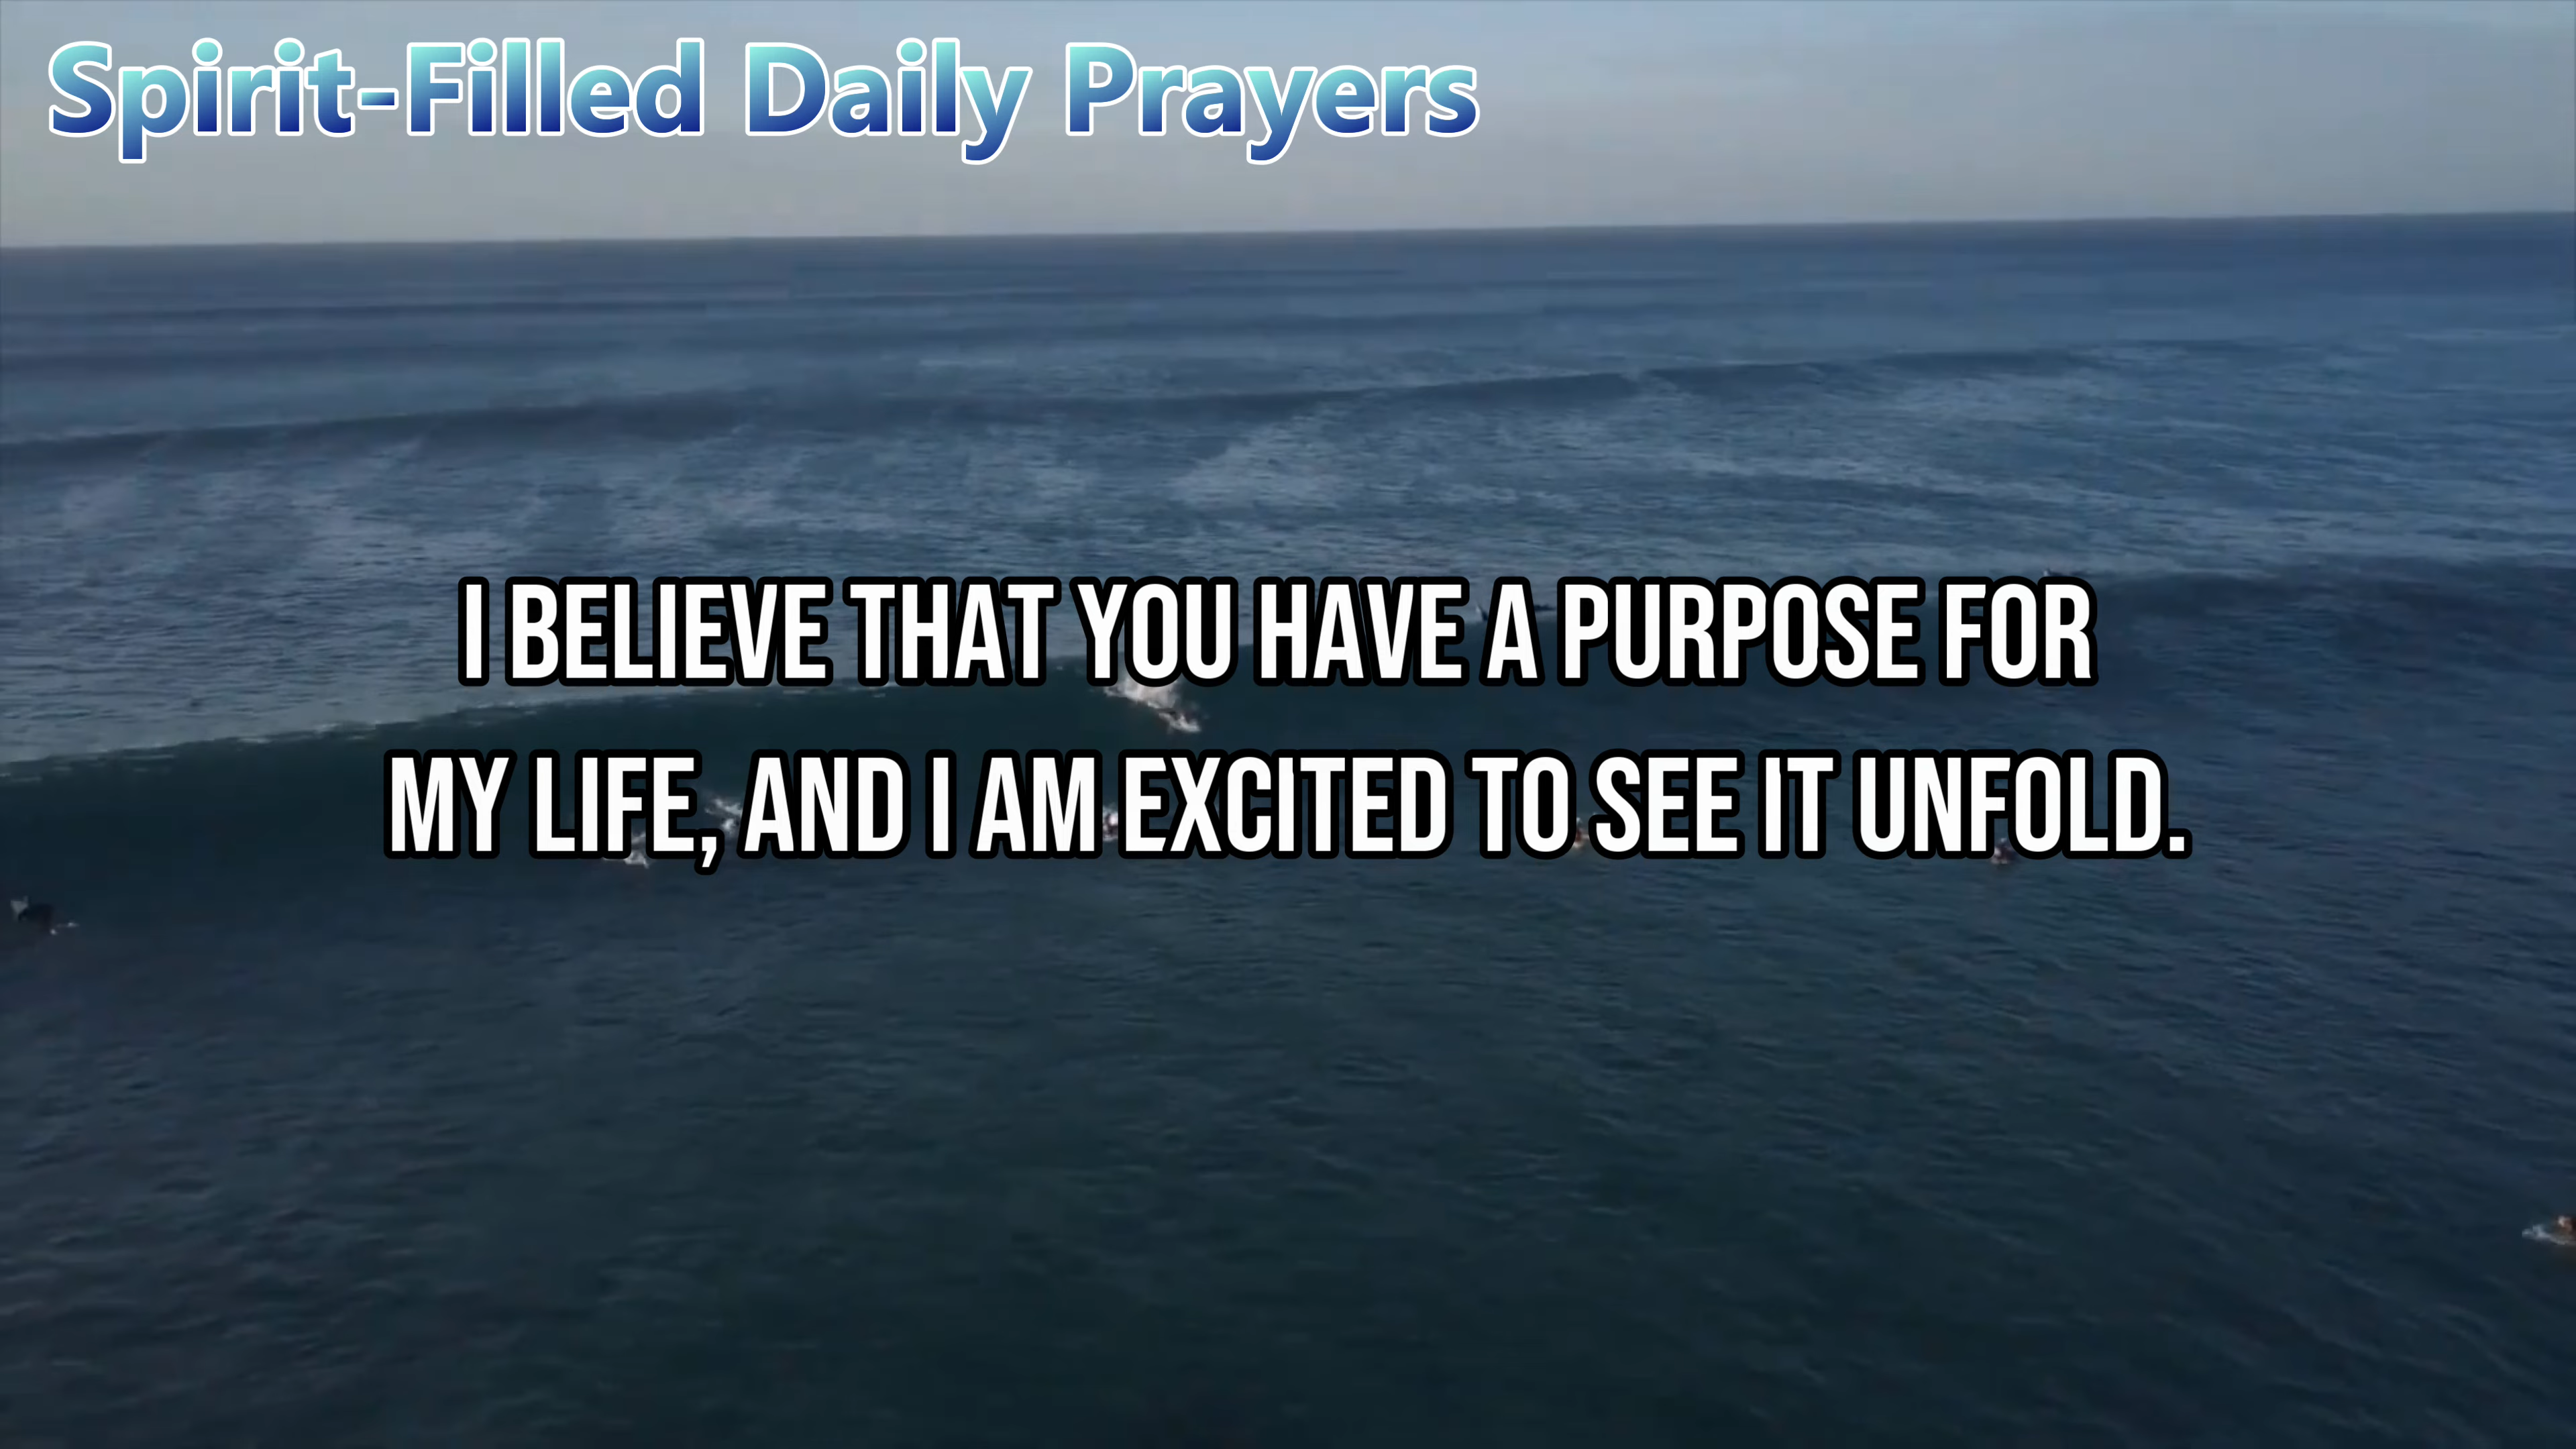 Spirit-Filled Daily Prayers
I BELIEVE THAT YOU HAVE A PURPOSE FOR
MY LIFE, AND I AM EXCITED TO SEE IT UNFOLD.